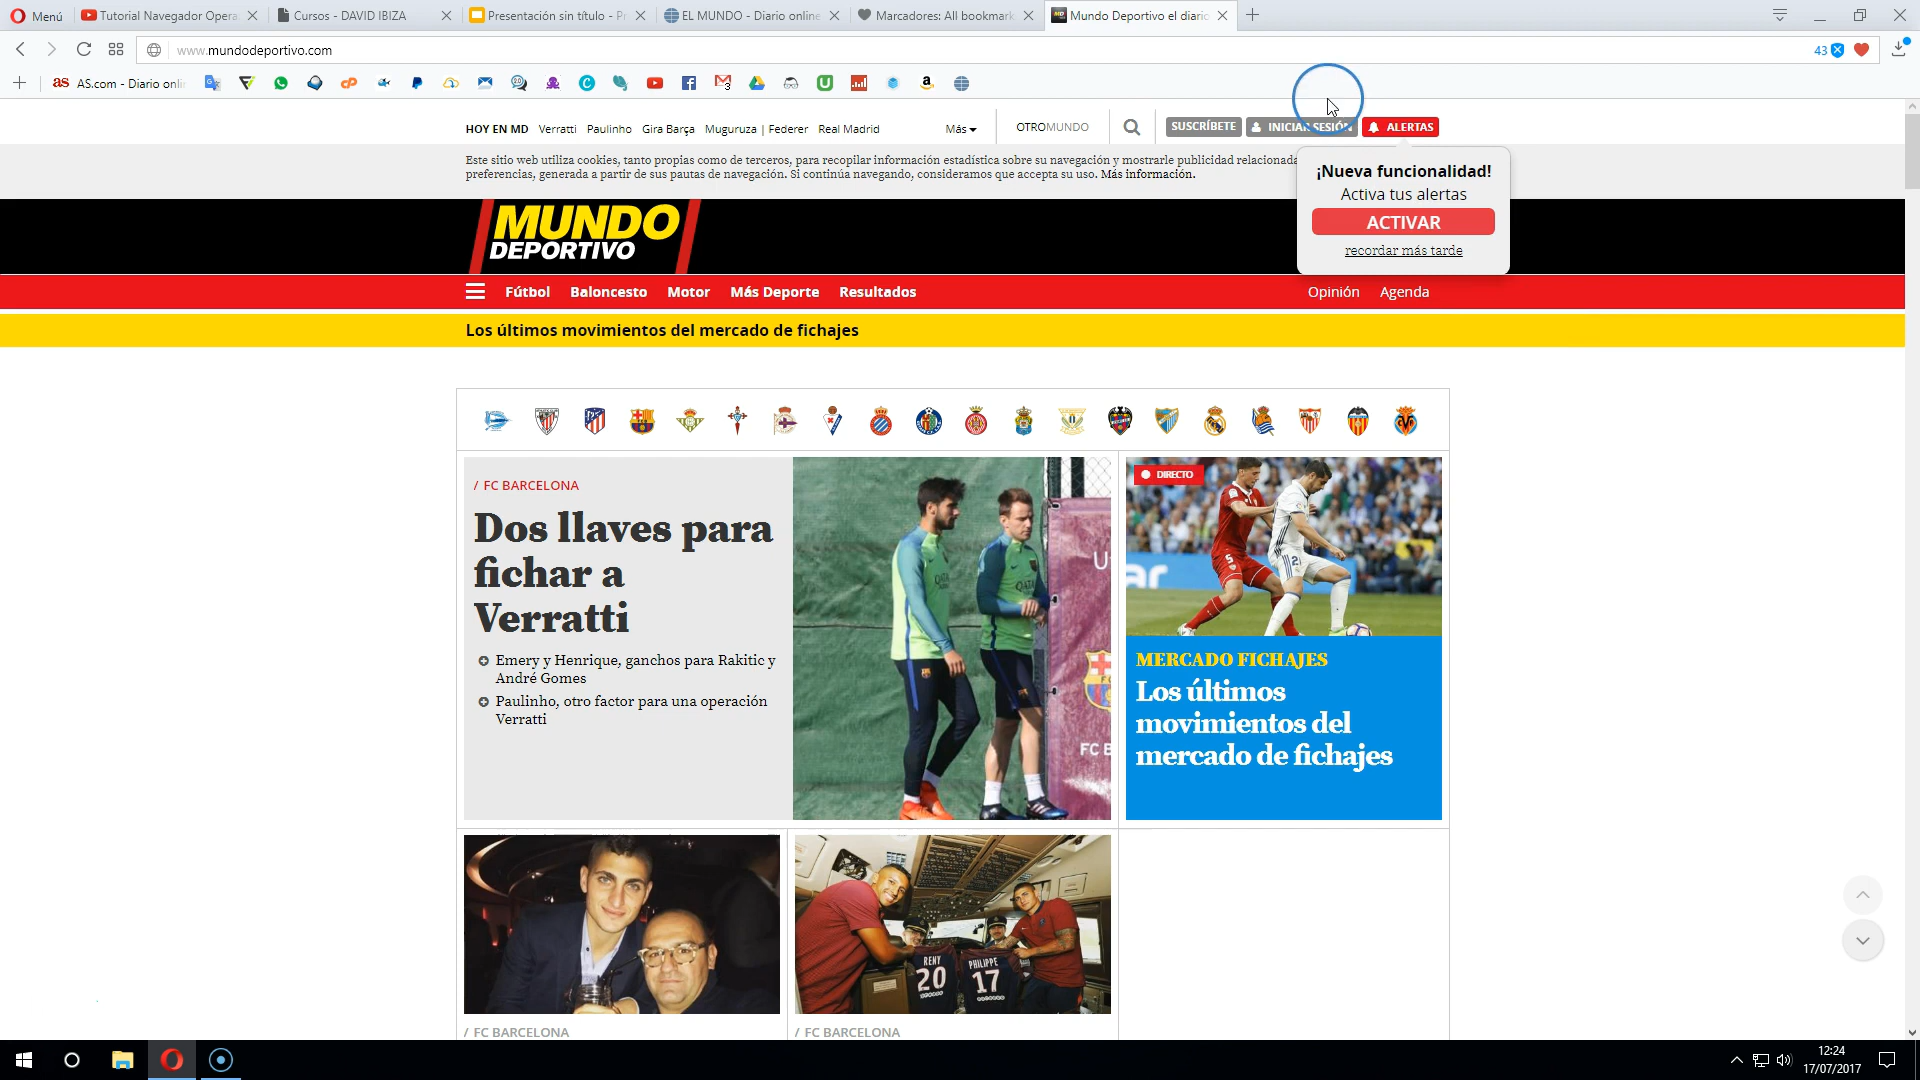 Menú
Tutorial Navegador Opera
Cursos - DAVID IBIZA
Presentación sin título - Pr
EL MUNDO - Diario online
Marcadores: All bookmark
Mundo Deportivo el diario
www.mundodeportivo.com
43
as AS.com - Diario onli
HOY EN MD Verratti Paulinho Gira Barça Muguruza | Federer Real Madrid Más
OTROMUNDO
SUSCRÍBETE
INICIAR SESIÓN
ALERTAS
Este sitio web utiliza cookies, tanto propias como de terceros, para recopilar información estadística sobre su navegación y mostrarle publicidad relacionada
preferencias, generada a partir de sus pautas de navegación. Si continúa navegando, consideramos que acepta su uso. Más información.
¡Nueva funcionalidad!
Activa tus alertas
ACTIVAR
recordar más tarde
MUNDO
DEPORTIVO
Fútbol Baloncesto Motor Más Deporte Resultados Opinión Agenda
Los últimos movimientos del mercado de fichajes
/ FC BARCELONA
Dos llaves para
fichar a
Verratti
Emery y Henrique, ganchos para Rakitic y
André Gomes
Paulinho, otro factor para una operación
Verratti
FC B
DIRECTO
MERCADO FICHAJES
Los últimos
movimientos del
mercado de fichajes
RENY
20
PHILIPPE
17
/ FC BARCELONA
/ FC BARCELONA
12:24
17/07/2017